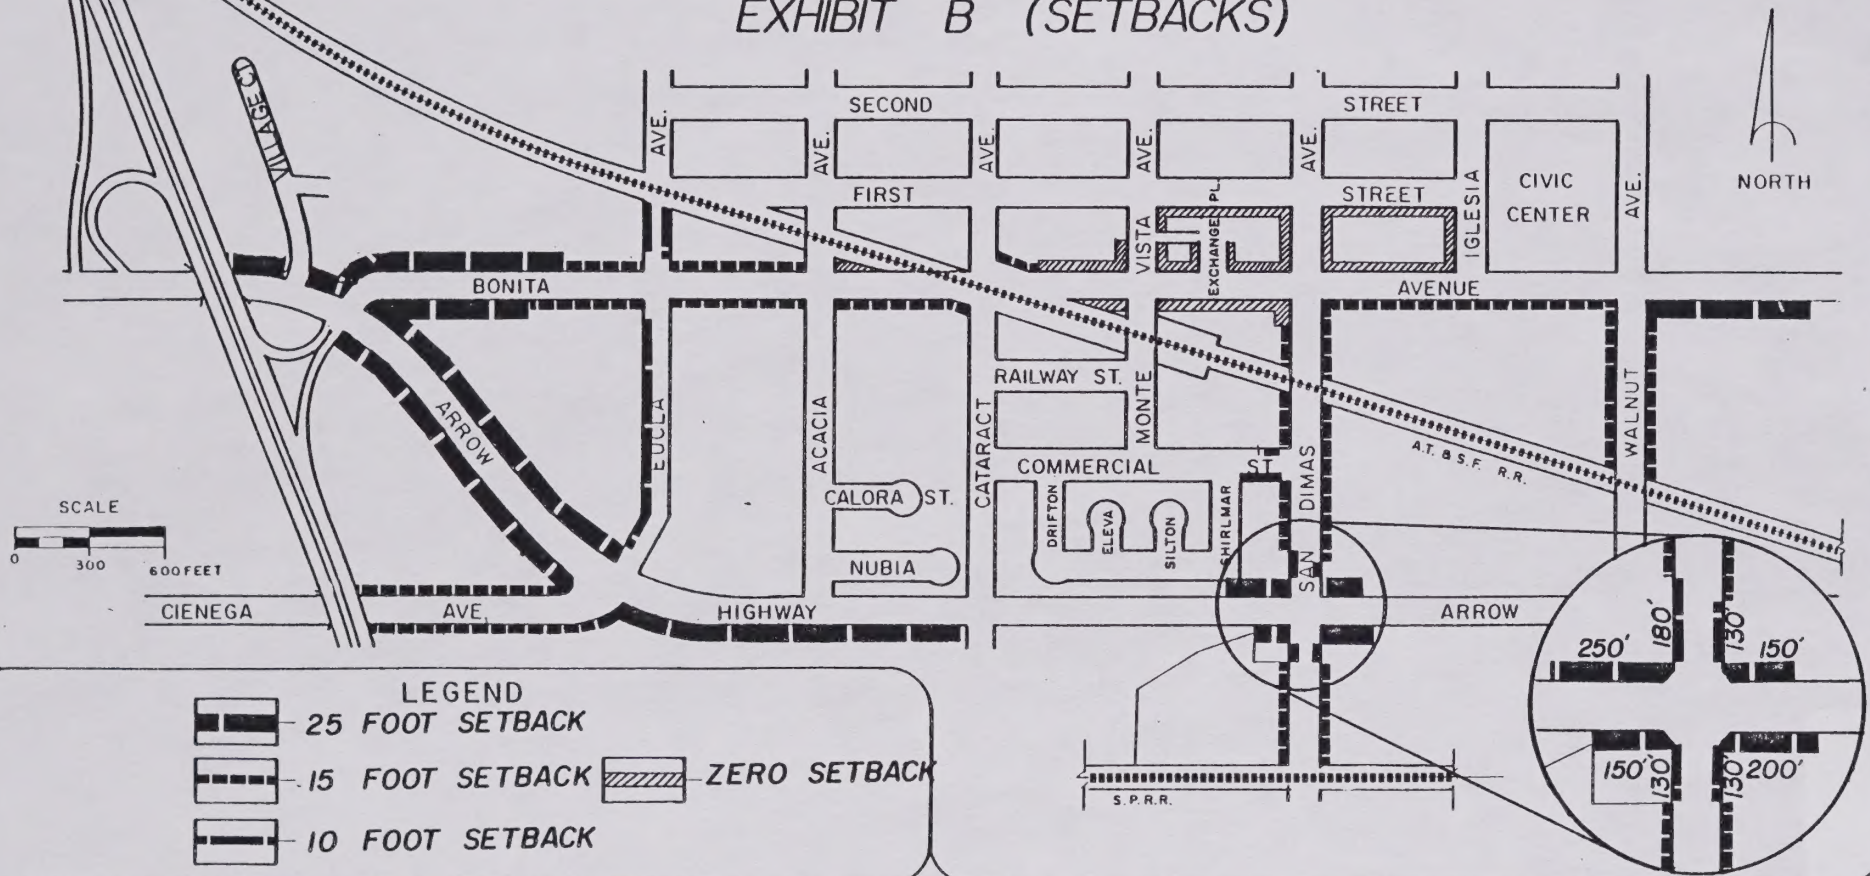 EXHIBIT B (SETBACKS)
VILLAGE CT.
SECOND STREET
AVE.
AVE.
AVE.
AVE.
AVE.
AVE.
FIRST STREET
CIVIC
CENTER
NORTH
VISTA
EXCHANGE PL.
IGLESIA
BONITA AVENUE
ARROW
EUCLA
ACACIA
CATARACT
RAILWAY ST.
MONTE
SAN DIMAS
WALNUT
A.T. & S.F. R.R.
COMMERCIAL ST.
CALORA ST.
DRIFTON
ELEVA
SILTON
SHIRLMAR
NUBIA
SCALE
0 300 600 FEET
CIENEGA AVE.
HIGHWAY
ARROW
180'
130'
250'
150'
150'
130'
130'
200'
S.P.R.R.
LEGEND
25 FOOT SETBACK
15 FOOT SETBACK
ZERO SETBACK
10 FOOT SETBACK